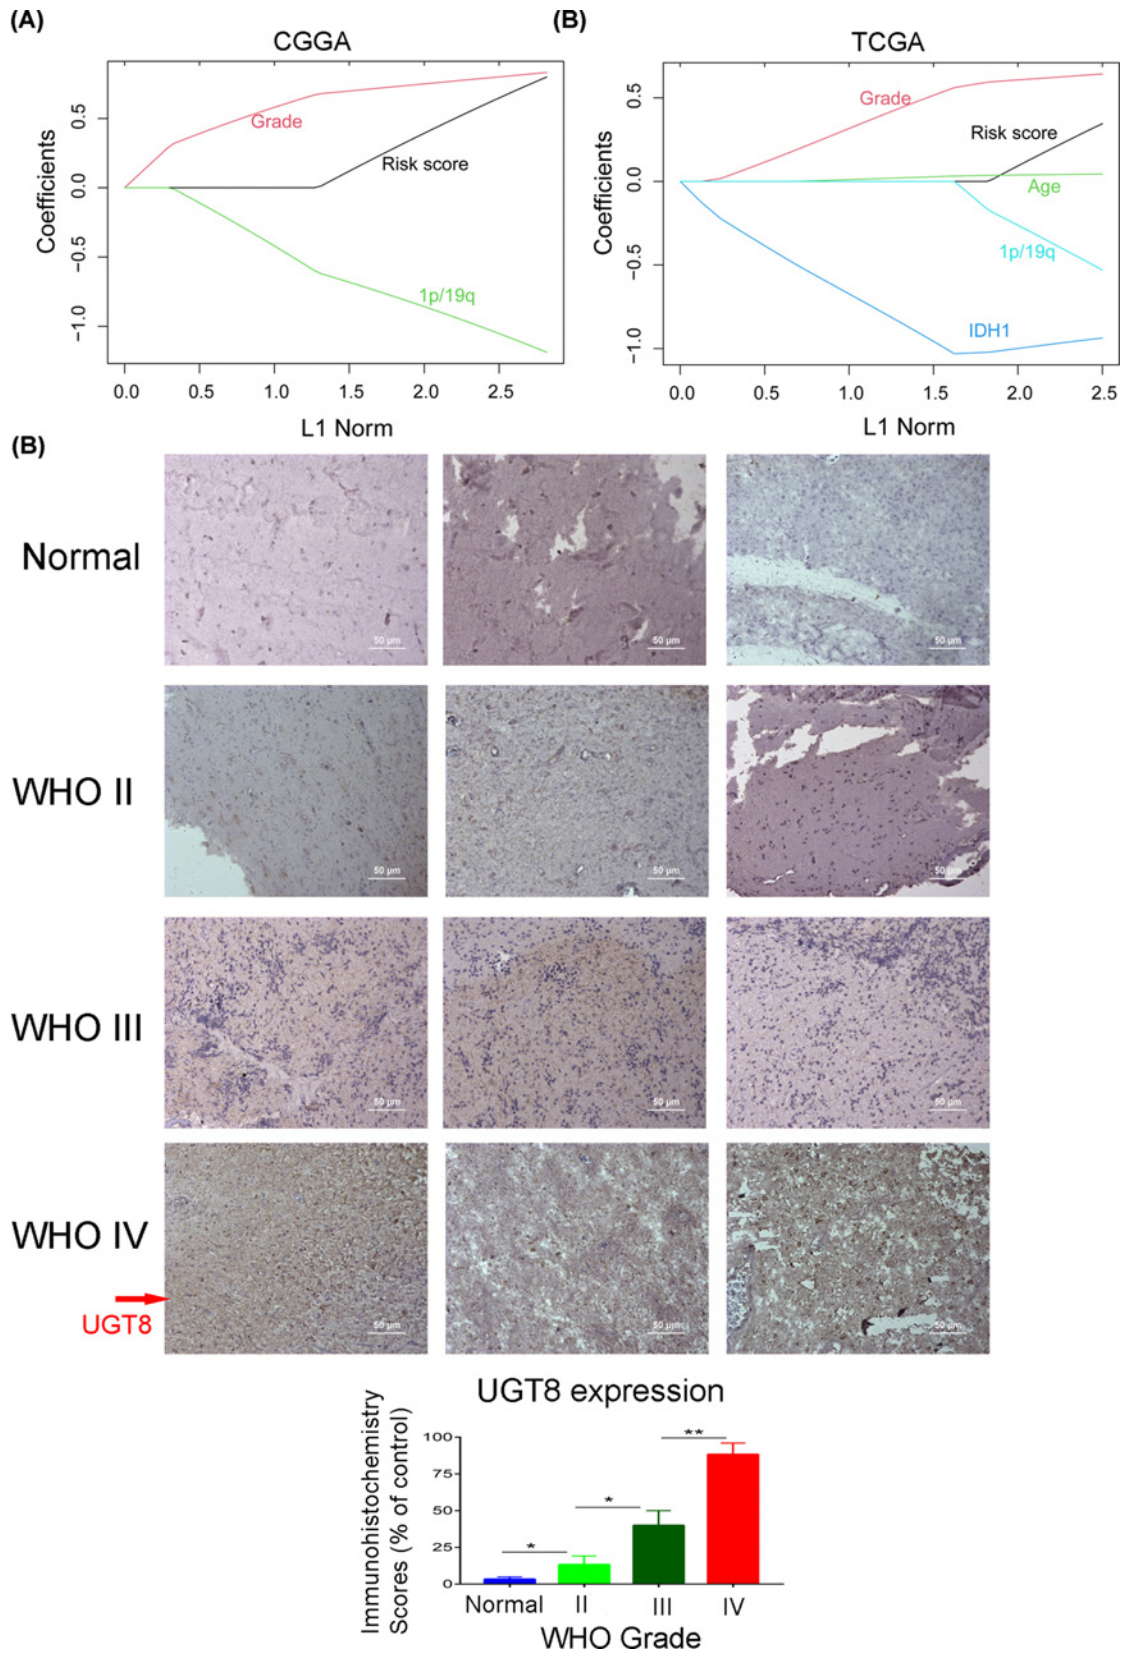 (A)
CGGA
Coefficients
0.5
0.0
−0.5
−1.0
Grade
Risk score
1p/19q
0.0 0.5 1.0 1.5 2.0 2.5
L1 Norm
(B)
TCGA
Coefficients
0.5
0.0
−0.5
−1.0
Grade
Risk score
Age
1p/19q
IDH1
0.0 0.5 1.0 1.5 2.0 2.5
L1 Norm
(B)
Normal
50 µm 50 µm 50 µm
WHO II
50 µm 50 µm 50 µm
WHO III
50 µm 50 µm 50 µm
WHO IV
UGT8
50 µm 50 µm 50 µm
UGT8 expression
Immunohistochemistry
Scores (% of control)
100
75
50
25
0
* * **
Normal II III IV
WHO Grade